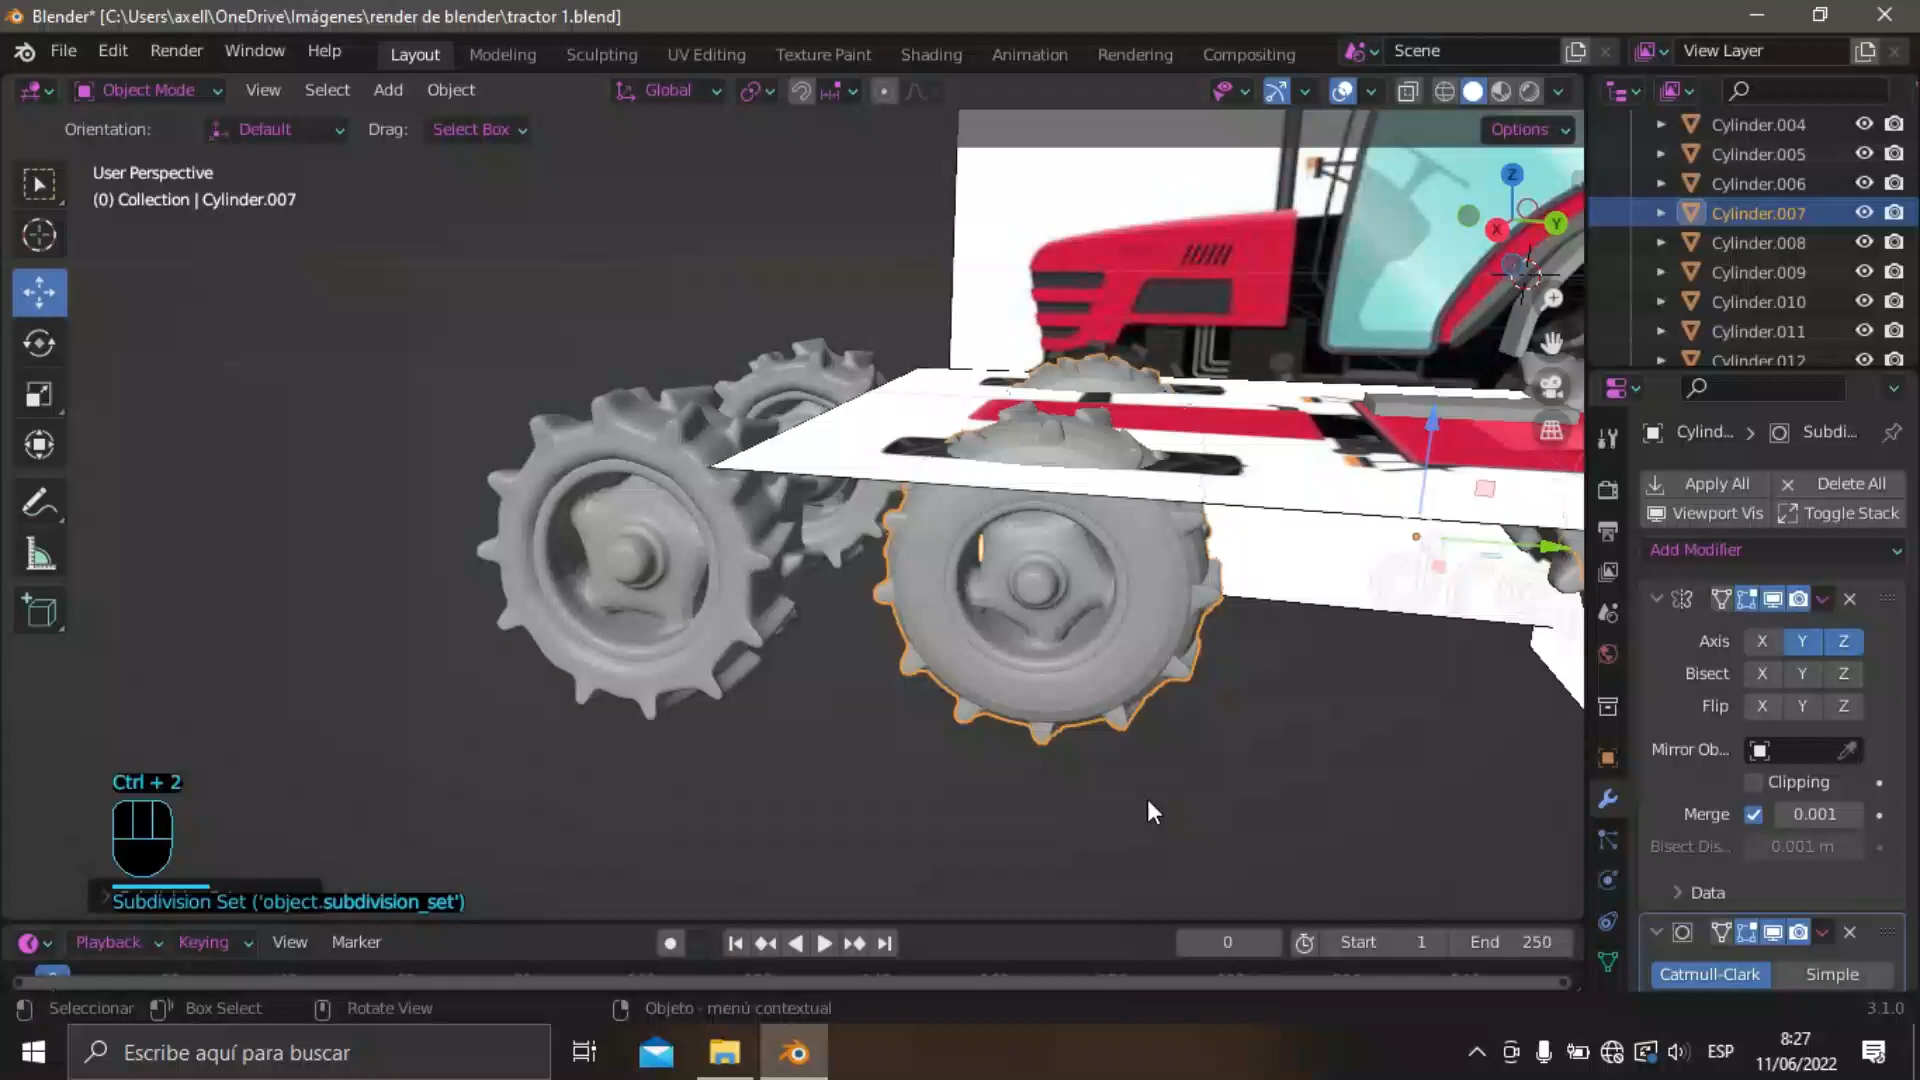 Blender* [C:\Users\axell\OneDrive\Imágenes\render de blender\tractor 1.blend]
File Edit Render Window Help
Layout Modeling Sculpting UV Editing Texture Paint Shading Animation Rendering Compositing
Scene
View Layer
Object Mode View Select Add Object
Global
Orientation: Default Drag: Select Box
Options
User Perspective
(0) Collection | Cylinder.007
Z
Y
X
Cylinder.004
Cylinder.005
Cylinder.006
Cylinder.007
Cylinder.008
Cylinder.009
Cylinder.010
Cylinder.011
Cylinder.012
Cylind... > Subdi...
Apply All Delete All
Viewport Vis Toggle Stack
Add Modifier
Axis X Y Z
Bisect X Y Z
Flip X Y Z
Mirror Ob...
Clipping
Merge 0.001
Bisect Dis... 0.001 m
Data
Catmull-Clark Simple
Ctrl + 2
Subdivision Set ('object.subdivision_set')
Playback Keying View Marker
0 Start 1 End 250
Seleccionar Box Select Rotate View Objeto - menú contextual
3.1.0
Escribe aquí para buscar
ESP
8:27
11/06/2022